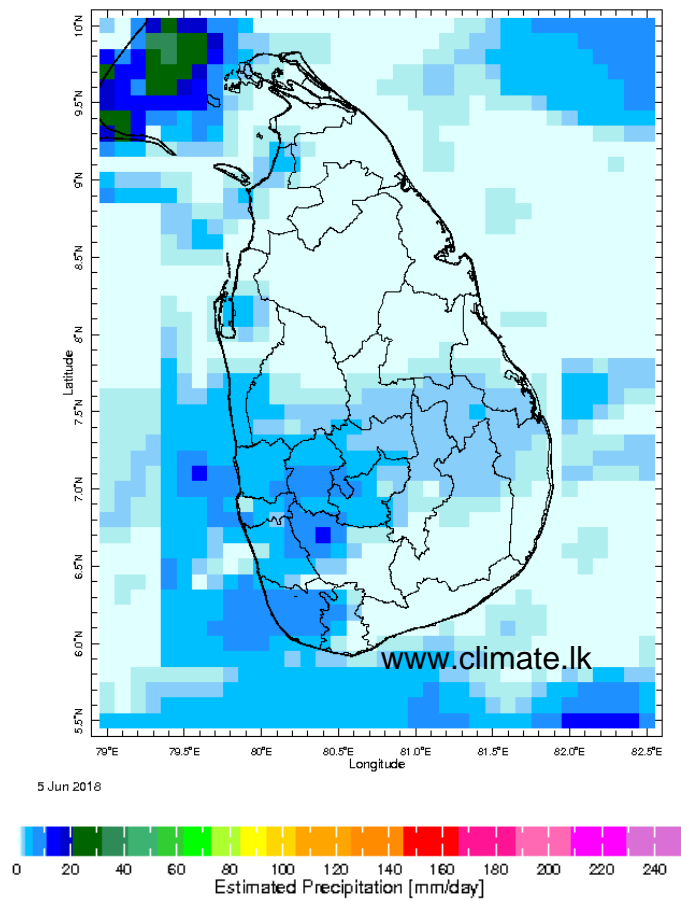 10°N
9.5°N
9°N
8.5°N
8°N
7.5°N
7.0°N
6.5°N
6.0°N
5.5°N
Latitude
www.climate.lk
79°E 79.5°E 80°E 80.5°E 81.0°E 81.5°E 82.0°E 82.5°E
Longitude
5 Jun 2018
0 20 40 60 80 100 120 140 160 180 200 220 240
Estimated Precipitation [mm/day]